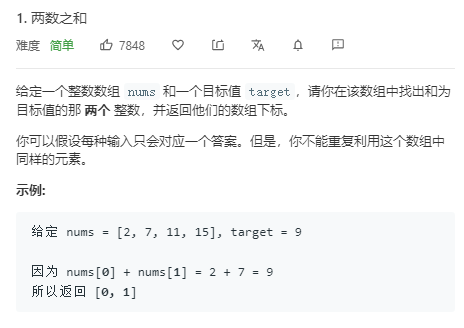 1. 两数之和
难度 简单 7848
给定一个整数数组 nums 和一个目标值 target，请你在该数组中找出和为
目标值的那 两个 整数，并返回他们的数组下标。
你可以假设每种输入只会对应一个答案。但是，你不能重复利用这个数组中
同样的元素。
示例:
给定 nums = [2, 7, 11, 15], target = 9
因为 nums[0] + nums[1] = 2 + 7 = 9
所以返回 [0, 1]